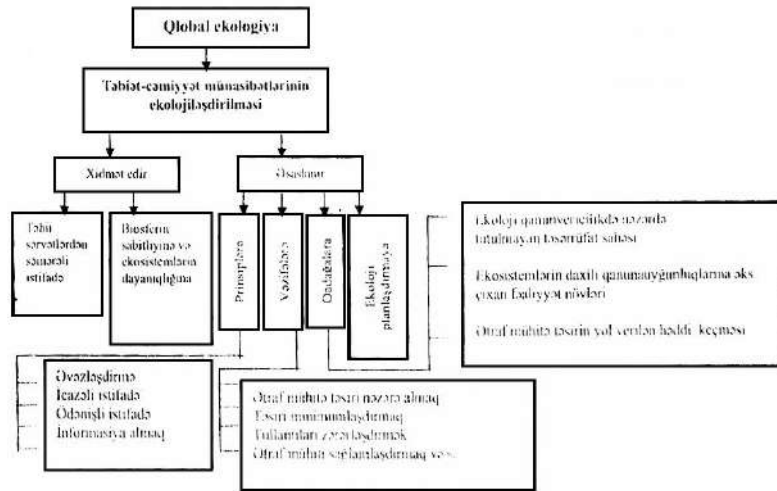 Qlobal ekologiya
Təbiət-cəmiyyət münasibətlərinin
ekolojiləşdirilməsi
Xidmət edir
Əsaslanır
Təbii
sərvətlərdən
səmərəli
istifadə
Biosferin
sabitliyinə və
ekosistemlərin
dayanıqlığına
Prinsiplərə
Vəzifələrə
Qadağalara
Ekoloji
planlaşdırmaya
Ekoloji qanunvericilikdə nəzərdə
tutulmayan təsərrüfat sahəsi
Ekosistemlərin daxili qanunauyğunluqlarına əks
çıxan fəaliyyət növləri
Ətraf mühitə təsirin yol verilən həddi keçməsi
Əvəzləşdirmə
İcazəli istifadə
Ödənişli istifadə
İnformasiya almaq
Ətraf mühitə təsiri nəzərə almaq
Təsiri minimumlaşdırmaq
Tullantıları
Ətraf mühiti sağlamlaşdırmaq və s.